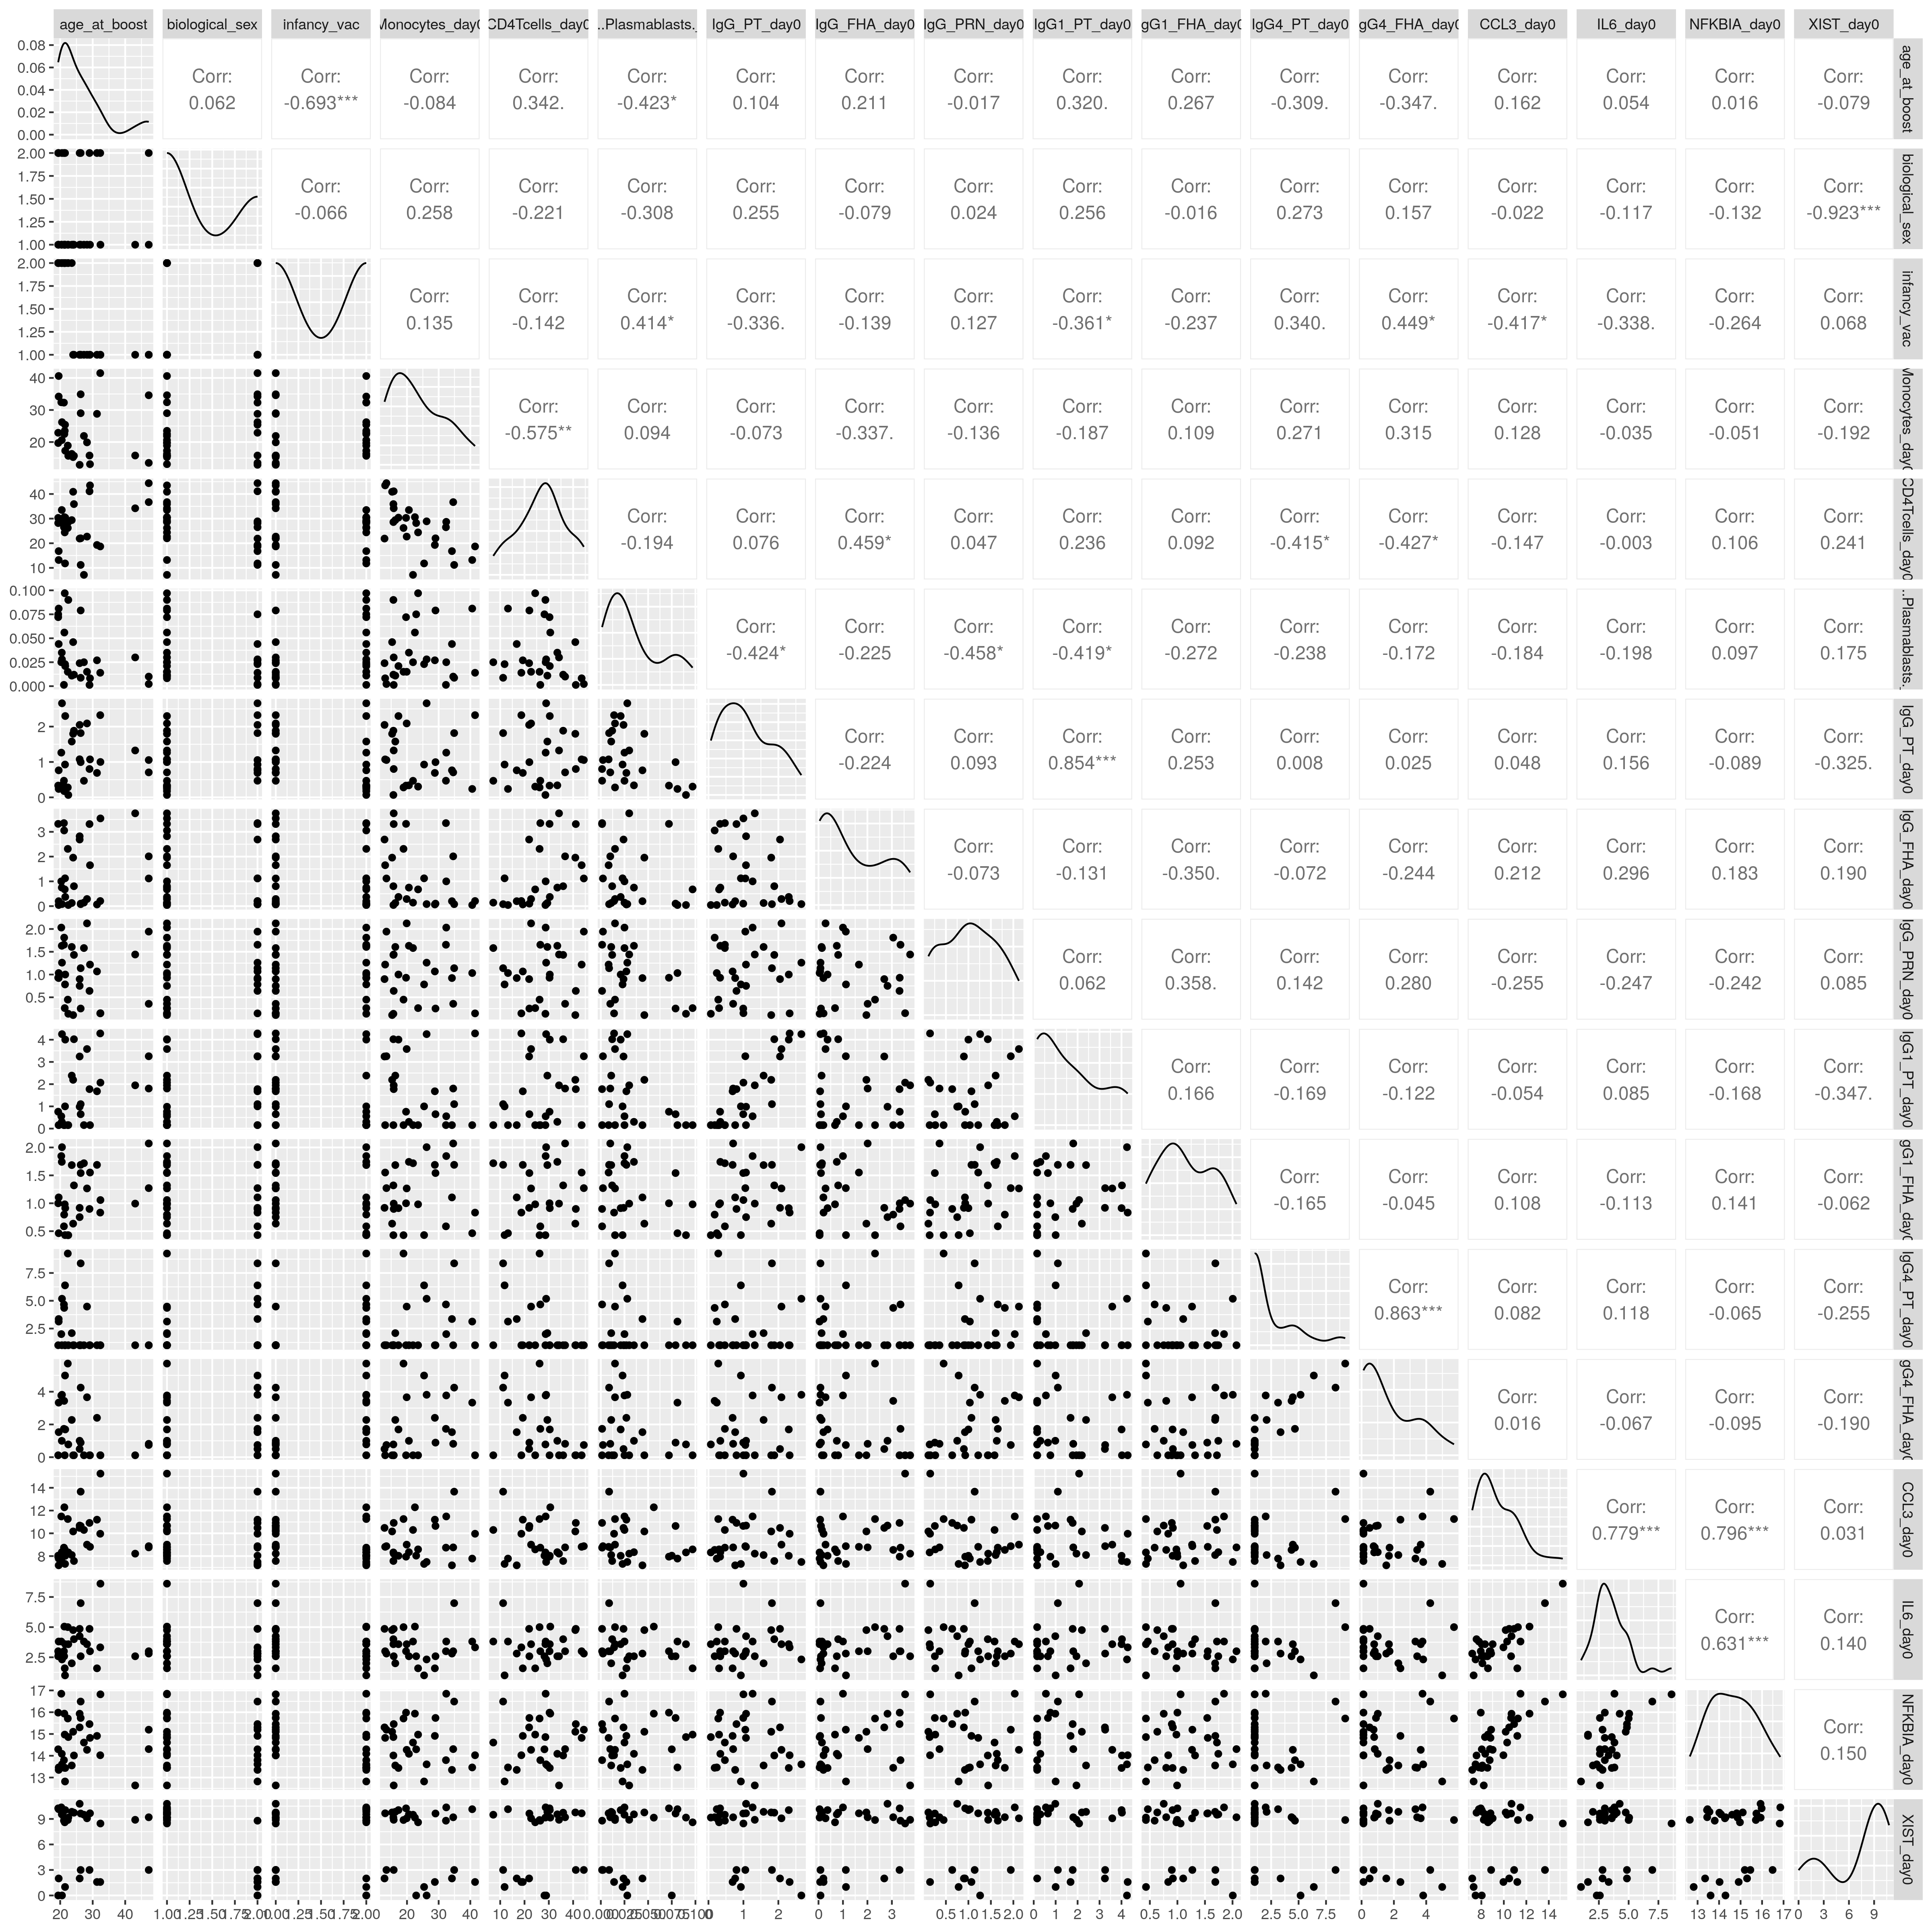 age_at_boost biological_sex infancy_vac Monocytes_day0 CD4Tcells_day0 ..Plasmablasts. IgG_PT_day0 IgG_FHA_day0 IgG_PRN_day0 IgG1_PT_day0 gG1_FHA_day0 IgG4_PT_day0 gG4_FHA_day0 CCL3_day0 IL6_day0 NFKBIA_day0 XIST_day0
0.08
0.06
0.04
0.02
0.00
Corr: Corr: Corr: Corr: Corr: Corr: Corr: Corr: Corr: Corr: Corr: Corr: Corr: Corr: Corr: Corr:
0.062 -0.693*** -0.084 0.342. -0.423* 0.104 0.211 -0.017 0.320. 0.267 -0.309. -0.347. 0.162 0.054 0.016 -0.079
age_at_boost
2.00
1.75
1.50
1.25
1.00
Corr: Corr: Corr: Corr: Corr: Corr: Corr: Corr: Corr: Corr: Corr: Corr: Corr: Corr: Corr:
-0.066 0.258 -0.221 -0.308 0.255 -0.079 0.024 0.256 -0.016 0.273 0.157 -0.022 -0.117 -0.132 -0.923***
biological_sex
2.00
1.75
1.50
1.25
1.00
Corr: Corr: Corr: Corr: Corr: Corr: Corr: Corr: Corr: Corr: Corr: Corr: Corr: Corr:
0.135 -0.142 0.414* -0.336. -0.139 0.127 -0.361* -0.237 0.340. 0.449* -0.417* -0.338. -0.264 0.068
infancy_vac
40
30
20
Corr: Corr: Corr: Corr: Corr: Corr: Corr: Corr: Corr: Corr: Corr: Corr: Corr:
-0.575** 0.094 -0.073 -0.337. -0.136 -0.187 0.109 0.271 0.315 0.128 -0.035 -0.051 -0.192
Monocytes_day0
40
30
20
10
Corr: Corr: Corr: Corr: Corr: Corr: Corr: Corr: Corr: Corr: Corr: Corr:
-0.194 0.076 0.459* 0.047 0.236 0.092 -0.415* -0.427* -0.147 -0.003 0.106 0.241
CD4Tcells_day0
0.100
0.075
0.050
0.025
0.000
Corr: Corr: Corr: Corr: Corr: Corr: Corr: Corr: Corr: Corr: Corr:
-0.424* -0.225 -0.458* -0.419* -0.272 -0.238 -0.172 -0.184 -0.198 0.097 0.175
..Plasmablasts.
2
1
0
Corr: Corr: Corr: Corr: Corr: Corr: Corr: Corr: Corr: Corr:
-0.224 0.093 0.854*** 0.253 0.008 0.025 0.048 0.156 -0.089 -0.325.
IgG_PT_day0
3
2
1
0
Corr: Corr: Corr: Corr: Corr: Corr: Corr: Corr: Corr:
-0.073 -0.131 -0.350. -0.072 -0.244 0.212 0.296 0.183 0.190
IgG_FHA_day0
2.0
1.5
1.0
0.5
Corr: Corr: Corr: Corr: Corr: Corr: Corr: Corr:
0.062 0.358. 0.142 0.280 -0.255 -0.247 -0.242 0.085
IgG_PRN_day0
4
3
2
1
0
Corr: Corr: Corr: Corr: Corr: Corr: Corr:
0.166 -0.169 -0.122 -0.054 0.085 -0.168 -0.347.
IgG1_PT_day0
2.0
1.5
1.0
0.5
Corr: Corr: Corr: Corr: Corr: Corr:
-0.165 -0.045 0.108 -0.113 0.141 -0.062
gG1_FHA_day0
7.5
5.0
2.5
Corr: Corr: Corr: Corr: Corr:
0.863*** 0.082 0.118 -0.065 -0.255
IgG4_PT_day0
4
2
0
Corr: Corr: Corr: Corr:
0.016 -0.067 -0.095 -0.190
gG4_FHA_day0
14
12
10
8
Corr: Corr: Corr:
0.779*** 0.796*** 0.031
CCL3_day0
7.5
5.0
2.5
Corr: Corr:
0.631*** 0.140
IL6_day0
17
16
15
14
13
Corr:
0.150
NFKBIA_day0
9
6
3
0
XIST_day0
20 30 40 1.00 1.25 1.50 1.75 2.00 1.00 1.25 1.50 1.75 2.00 20 30 40 10 20 30 40 0.000 0.025 0.050 0.075 0.100 0 1 2 0 1 2 3 0.5 1.0 1.5 2.0 0 1 2 3 4 0.5 1.0 1.5 2.0 2.5 5.0 7.5 0 2 4 8 10 12 14 2.5 5.0 7.5 13 14 15 16 17 0 3 6 9